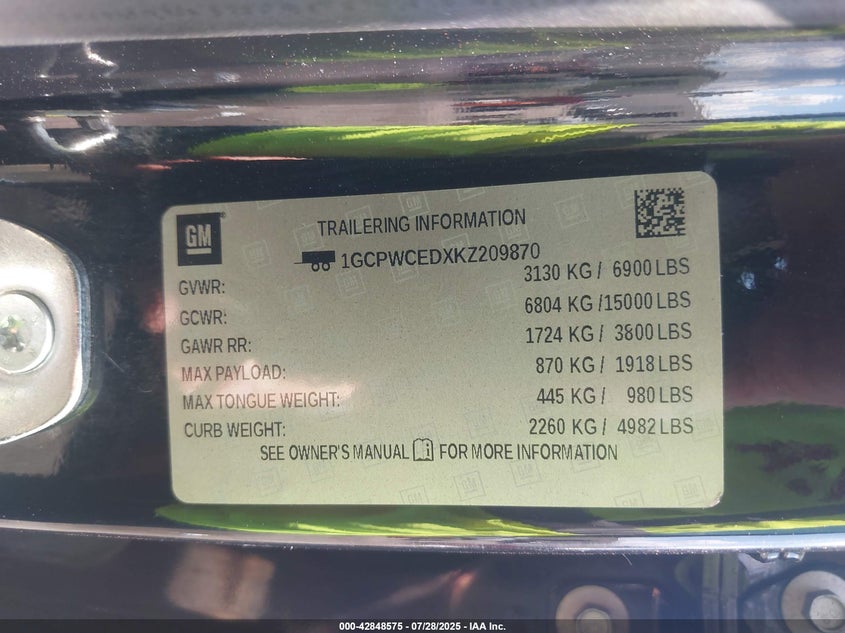 GM
TRAILERING INFORMATION
1GCPWCEDXKZ209870
GVWR: 3130 KG / 6900 LBS
GCWR: 6804 KG /15000 LBS
GAWR RR: 1724 KG / 3800 LBS
MAX PAYLOAD: 870 KG / 1918 LBS
MAX TONGUE WEIGHT: 445 KG / 980 LBS
CURB WEIGHT: 2260 KG / 4982 LBS
SEE OWNER'S MANUAL FOR MORE INFORMATION
000-42848575 — 07/28/2025 - IAA Inc.